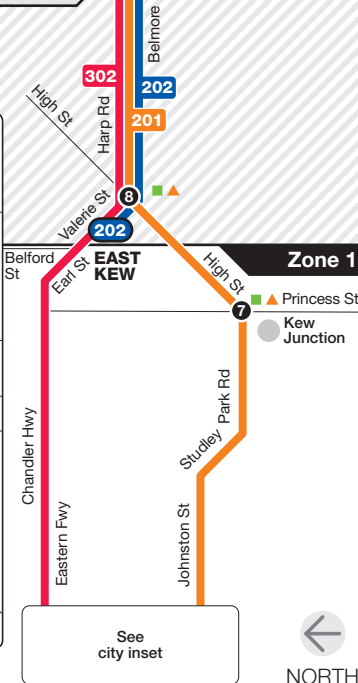 Belmore
302
202
201
High St
Harp Rd
8
Valerie St
202
Belford
St
Earl St
EAST
KEW
High St
Zone 1
Princess St
7
Kew
Junction
Park Rd
Studley
Chandler Hwy
Eastern Fwy
Johnston St
See
city inset
NORTH